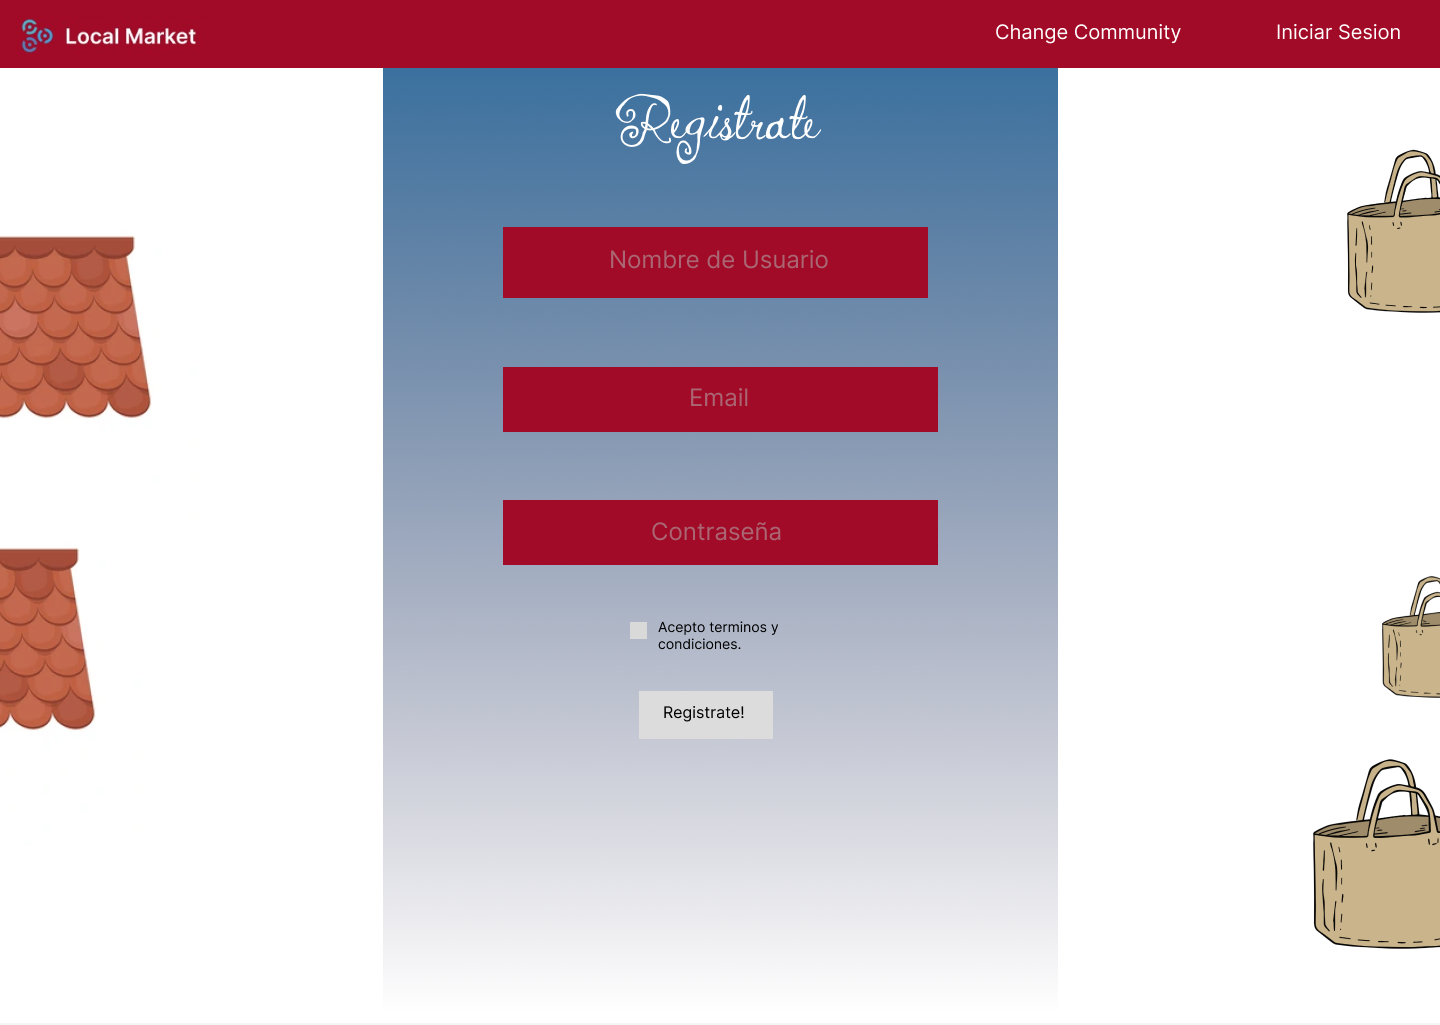 Local Market
Change Community
Iniciar Sesion
Registrate
Nombre de Usuario
Email
Contraseña
Acepto terminos y
condiciones.
Registrate!